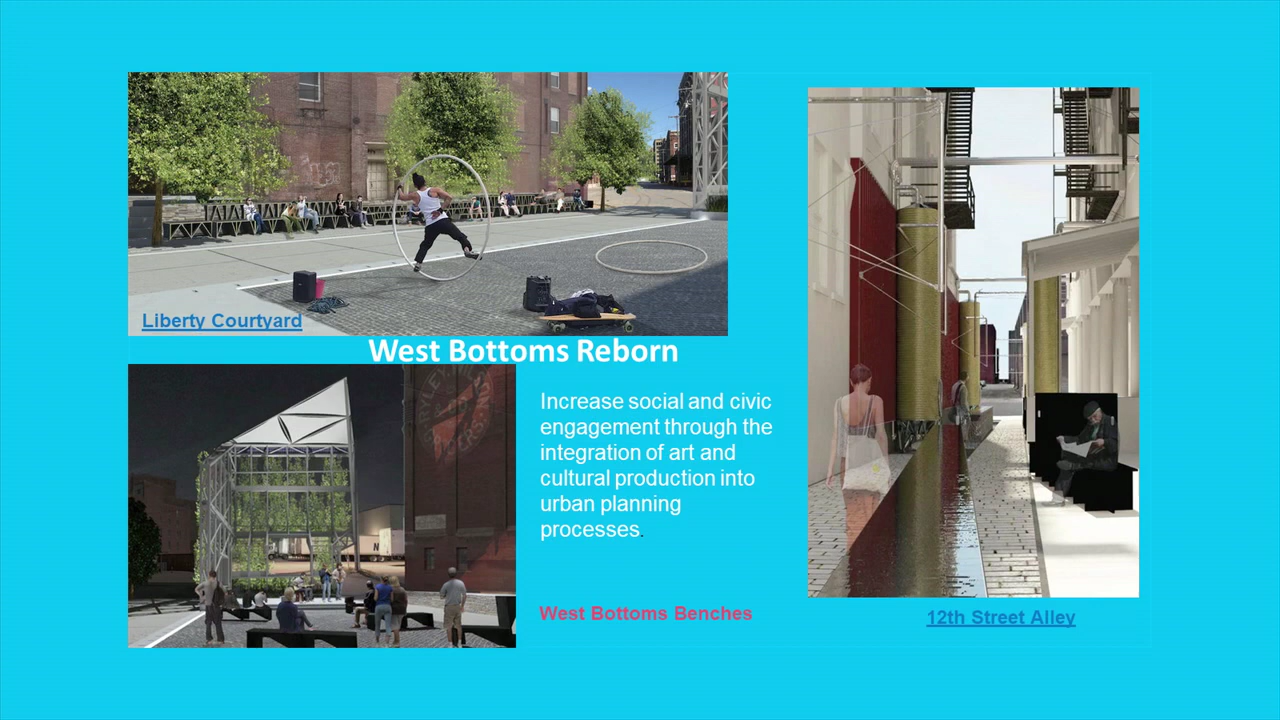 Liberty Courtyard
West Bottoms Reborn
Increase social and civic
engagement through the
integration of art and
cultural production into
urban planning
processes.
West Bottoms Benches
12th Street Alley